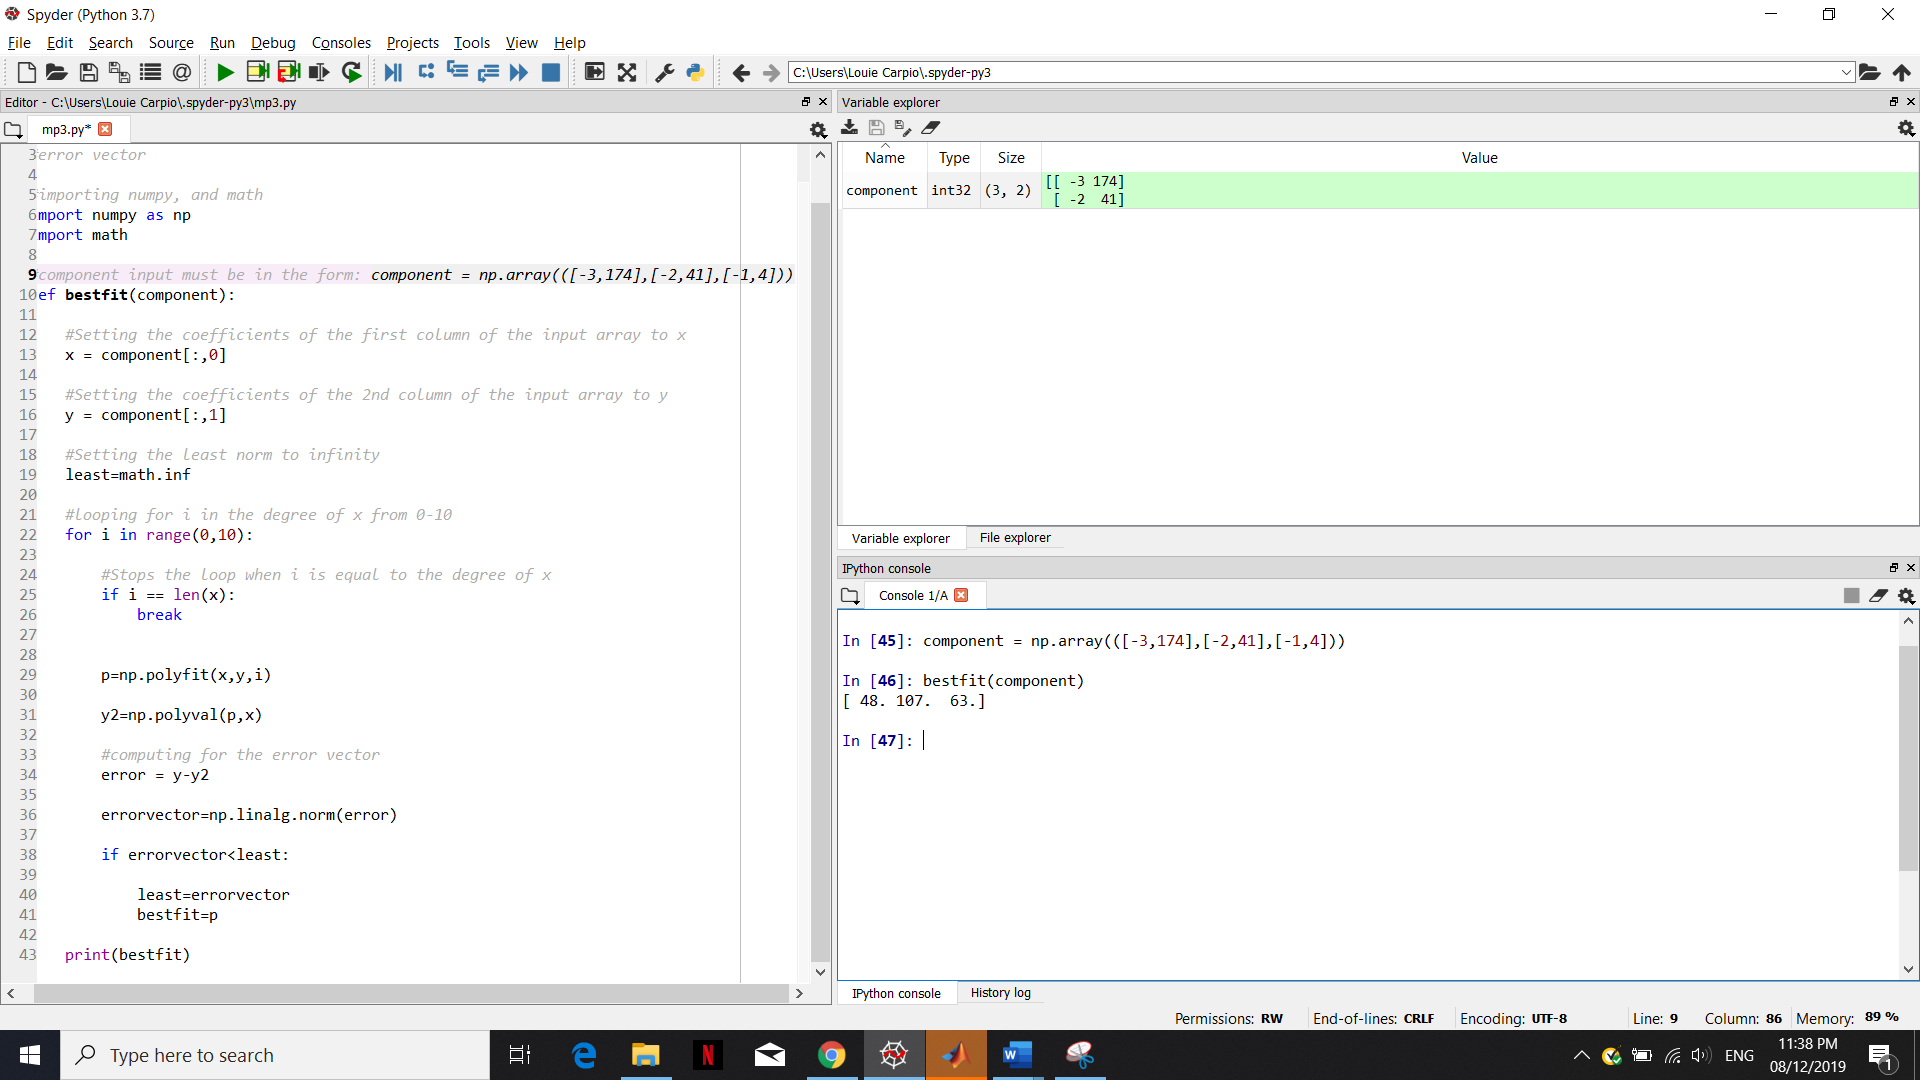 Spyder (Python 3.7)
File Edit Search Source Run Debug Consoles Projects Tools View Help
C:\Users\Louie Carpio\.spyder-py3
Editor - C:\Users\Louie Carpio\.spyder-py3\mp3.py
mp3.py*
3 error vector
4
5 importing numpy, and math
6 mport numpy as np
7 mport math
8
9 component input must be in the form: component = np.array(([-3,174],[-2,41],[-1,4]))
10 ef bestfit(component):
11
12 #Setting the coefficients of the first column of the input array to x
13 x = component[:,0]
14
15 #Setting the coefficients of the 2nd column of the input array to y
16 y = component[:,1]
17
18 #Setting the least norm to infinity
19 least=math.inf
20
21 #looping for i in the degree of x from 0-10
22 for i in range(0,10):
23
24 #Stops the loop when i is equal to the degree of x
25 if i == len(x):
26 break
27
28
29 p=np.polyfit(x,y,i)
30
31 y2=np.polyval(p,x)
32
33 #computing for the error vector
34 error = y-y2
35
36 errorvector=np.linalg.norm(error)
37
38 if errorvector<least:
39
40 least=errorvector
41 bestfit=p
42
43 print(bestfit)
Variable explorer
Name Type Size Value
component int32 (3, 2) [[ -3 174]
[ -2 41]
Variable explorer File explorer
IPython console
Console 1/A
In [45]: component = np.array(([-3,174],[-2,41],[-1,4]))
In [46]: bestfit(component)
[ 48. 107. 63.]
In [47]:
IPython console History log
Permissions: RW End-of-lines: CRLF Encoding: UTF-8 Line: 9 Column: 86 Memory: 89 %
Type here to search
ENG
11:38 PM
08/12/2019
1